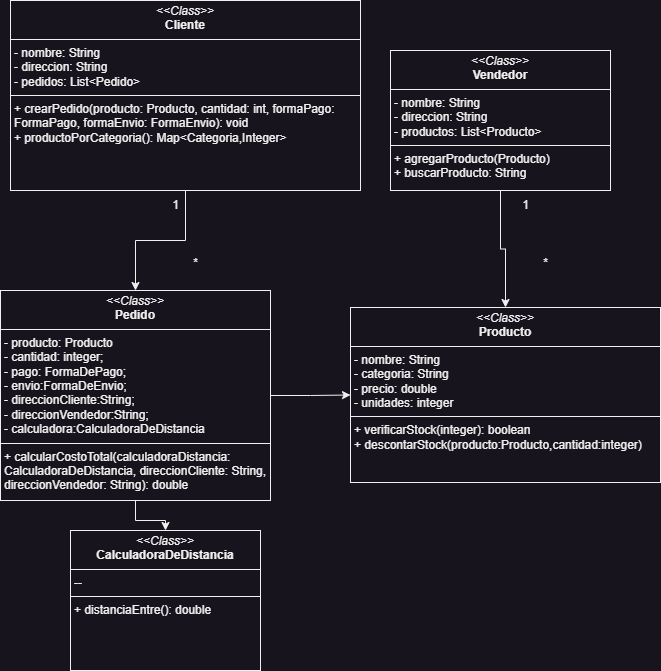 <<Class>>
Cliente
- nombre: String
- direccion: String
- pedidos: List<Pedido>
+ crearPedido(producto: Producto, cantidad: int, formaPago:
FormaPago, formaEnvio: FormaEnvio): void
+ productoPorCategoria(): Map<Categoria,Integer>
<<Class>>
Vendedor
- nombre: String
- direccion: String
- productos: List<Producto>
+ agregarProducto(Producto)
+ buscarProducto: String
1
*
1
*
<<Class>>
Pedido
- producto: Producto
- cantidad: integer;
- pago: FormaDePago;
- envio:FormaDeEnvio;
- direccionCliente:String;
- direccionVendedor:String;
- calculadora:CalculadoraDeDistancia
+ calcularCostoTotal(calculadoraDistancia:
CalculadoraDeDistancia, direccionCliente: String,
direccionVendedor: String): double
<<Class>>
Producto
- nombre: String
- categoria: String
- precio: double
- unidades: integer
+ verificarStock(integer): boolean
+ descontarStock(producto:Producto,cantidad:integer)
<<Class>>
CalculadoraDeDistancia
--
+ distanciaEntre(): double